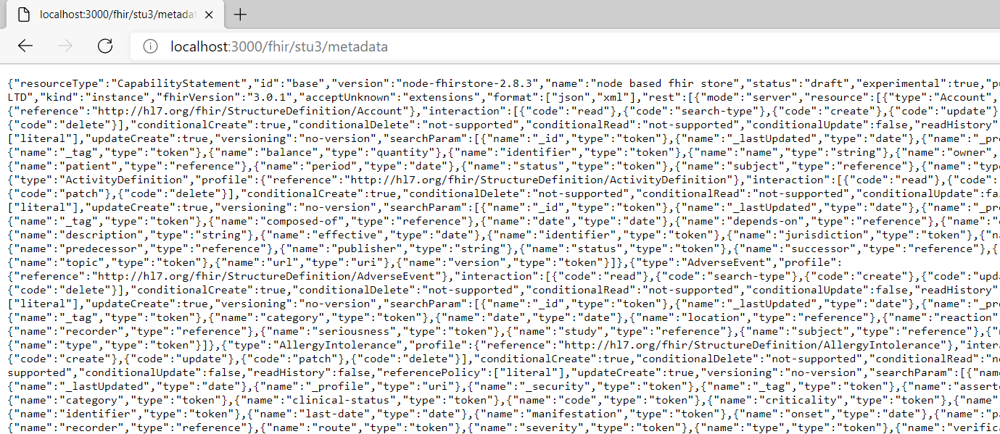 localhost:3000/fhir/stu3/metadat
localhost:3000/fhir/stu3/metadata
{"resourceType":"CapabilityStatement","id":"base","version":"node-fhirstore-2.8.3","name":"node based fhir store","status":"draft","experimental":true,"pu
LTD","kind":"instance","fhirVersion":"3.0.1","acceptUnknown":"extensions","format":["json","xml"],"rest":[{"mode":"server","resource":[{"type":"Account",
{"reference":"http://hl7.org/fhir/StructureDefinition/Account"},"interaction":[{"code":"read"},{"code":"search-type"},{"code":"create"},{"code":"update"}
{"code":"delete"}],"conditionalCreate":true,"conditionalDelete":"not-supported","conditionalRead":"not-supported","conditionalUpdate":false,"readHistory"
["literal"],"updateCreate":true,"versioning":"no-version","searchParam":[{"name":"_id","type":"token"},{"name":"_lastUpdated","type":"date"},{"name":"_pr
{"name":"_tag","type":"token"},{"name":"balance","type":"quantity"},{"name":"identifier","type":"token"},{"name":"name","type":"string"},{"name":"owner",
{"name":"patient","type":"reference"},{"name":"period","type":"date"},{"name":"status","type":"token"},{"name":"subject","type":"reference"},{"name":"typ
{"type":"ActivityDefinition","profile":{"reference":"http://hl7.org/fhir/StructureDefinition/ActivityDefinition"},"interaction":[{"code":"read"},{"code":
{"code":"patch"},{"code":"delete"}],"conditionalCreate":true,"conditionalDelete":"not-supported","conditionalRead":"not-supported","conditionalUpdate":fal
["literal"],"updateCreate":true,"versioning":"no-version","searchParam":[{"name":"_id","type":"token"},{"name":"_lastUpdated","type":"date"},{"name":"_pr
{"name":"_tag","type":"token"},{"name":"composed-of","type":"reference"},{"name":"date","type":"date"},{"name":"depends-on","type":"reference"},{"name":"
{"name":"description","type":"string"},{"name":"effective","type":"date"},{"name":"identifier","type":"token"},{"name":"jurisdiction","type":"token"},{"na
{"name":"predecessor","type":"reference"},{"name":"publisher","type":"string"},{"name":"status","type":"token"},{"name":"successor","type":"reference"},{
{"name":"topic","type":"token"},{"name":"url","type":"uri"},{"name":"version","type":"token"}]},{"type":"AdverseEvent","profile":
{"reference":"http://hl7.org/fhir/StructureDefinition/AdverseEvent"},"interaction":[{"code":"read"},{"code":"search-type"},{"code":"create"},{"code":"upda
{"code":"delete"}],"conditionalCreate":true,"conditionalDelete":"not-supported","conditionalRead":"not-supported","conditionalUpdate":false,"readHistory"
["literal"],"updateCreate":true,"versioning":"no-version","searchParam":[{"name":"_id","type":"token"},{"name":"_lastUpdated","type":"date"},{"name":"_pr
{"name":"_tag","type":"token"},{"name":"category","type":"token"},{"name":"date","type":"date"},{"name":"location","type":"reference"},{"name":"reaction"
{"name":"recorder","type":"reference"},{"name":"seriousness","type":"token"},{"name":"study","type":"reference"},{"name":"subject","type":"reference"},{"n
{"name":"type","type":"token"}]},{"type":"AllergyIntolerance","profile":{"reference":"http://hl7.org/fhir/StructureDefinition/AllergyIntolerance"},"intera
{"code":"create"},{"code":"update"},{"code":"patch"},{"code":"delete"}],"conditionalCreate":true,"conditionalDelete":"not-supported","conditionalRead":"no
supported","conditionalUpdate":false,"readHistory":false,"referencePolicy":["literal"],"updateCreate":true,"versioning":"no-version","searchParam":[{"nam
{"name":"_lastUpdated","type":"date"},{"name":"_profile","type":"uri"},{"name":"_security","type":"token"},{"name":"_tag","type":"token"},{"name":"asserte
{"name":"category","type":"token"},{"name":"clinical-status","type":"token"},{"name":"code","type":"token"},{"name":"criticality","type":"token"},{"name":
{"name":"identifier","type":"token"},{"name":"last-date","type":"date"},{"name":"manifestation","type":"token"},{"name":"onset","type":"date"},{"name":"pa
{"name":"recorder","type":"reference"},{"name":"route","type":"token"},{"name":"severity","type":"token"},{"name":"type","type":"token"},{"name":"verifica